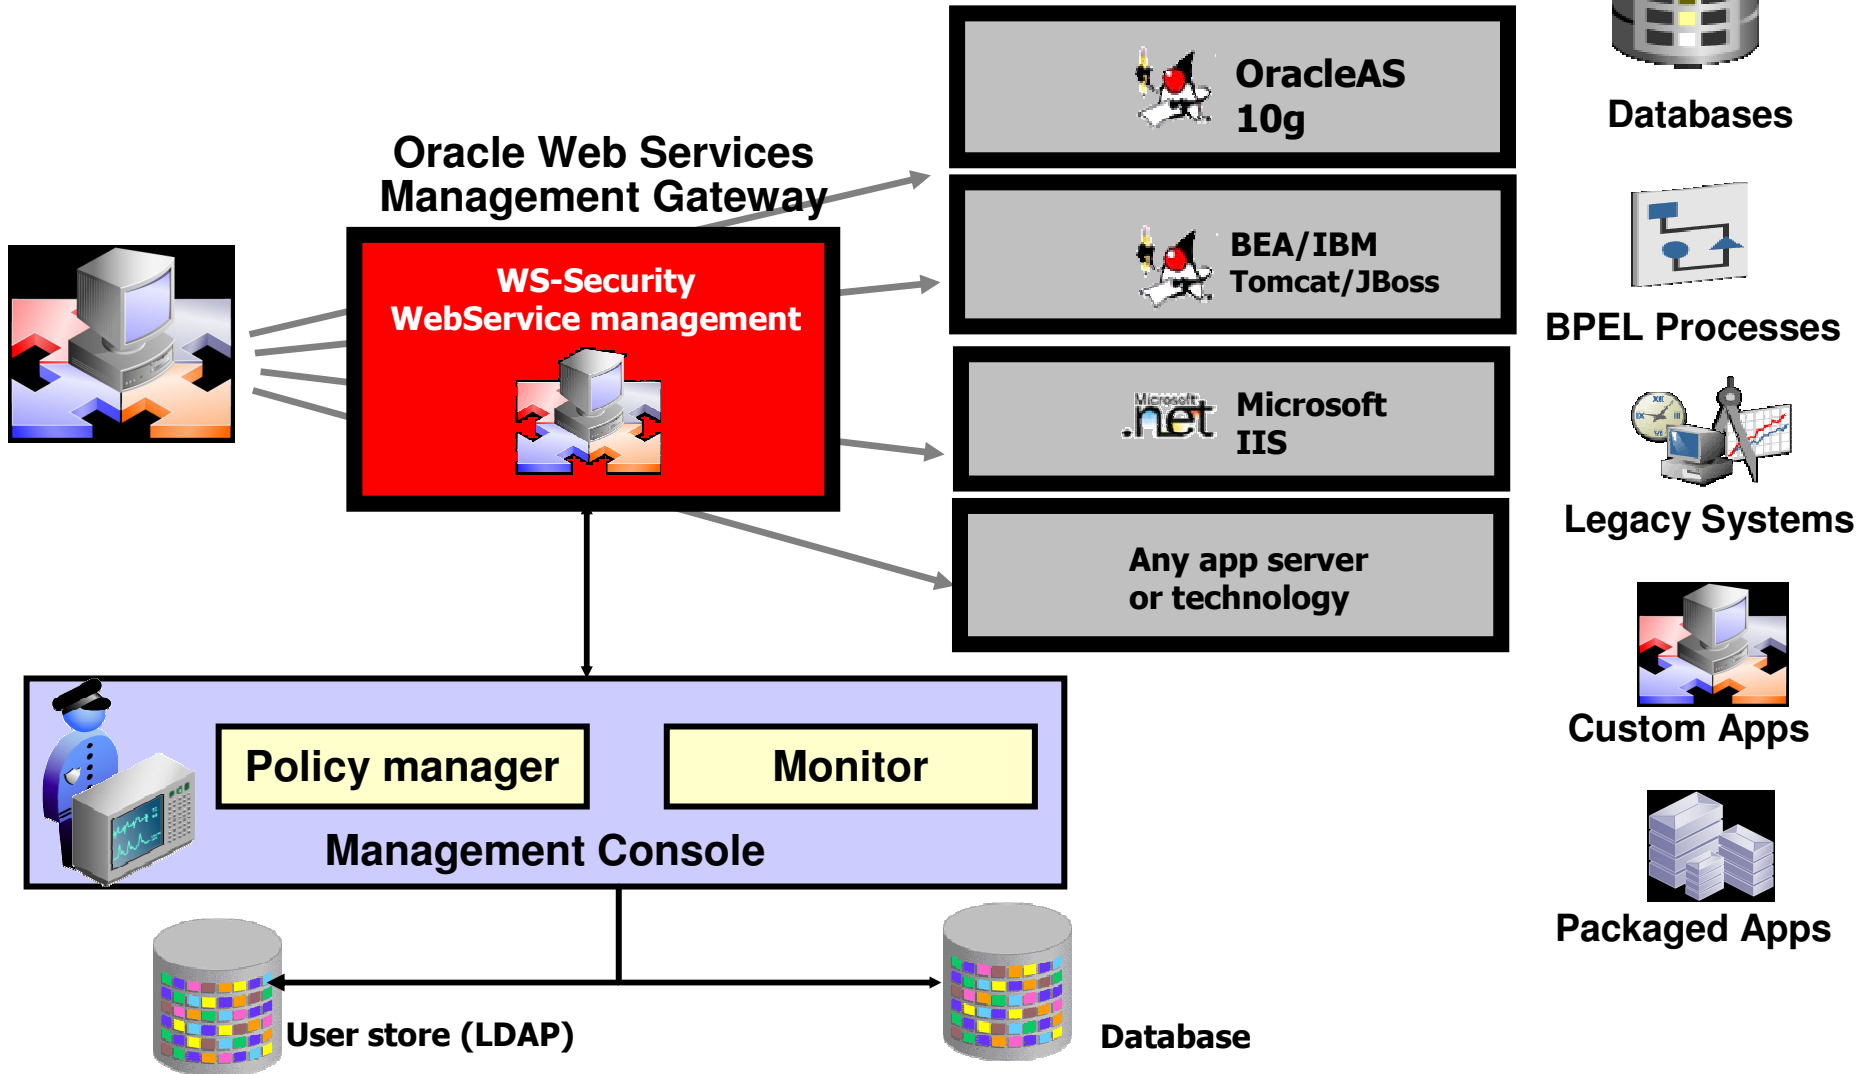 OracleAS
10g
Databases
Oracle Web Services
Management Gateway
WS-Security
WebService management
BEA/IBM
Tomcat/JBoss
BPEL Processes
Microsoft
.net
Microsoft
IIS
Legacy Systems
Any app server
or technology
Custom Apps
Policy manager
Monitor
Management Console
Packaged Apps
User store (LDAP)
Database